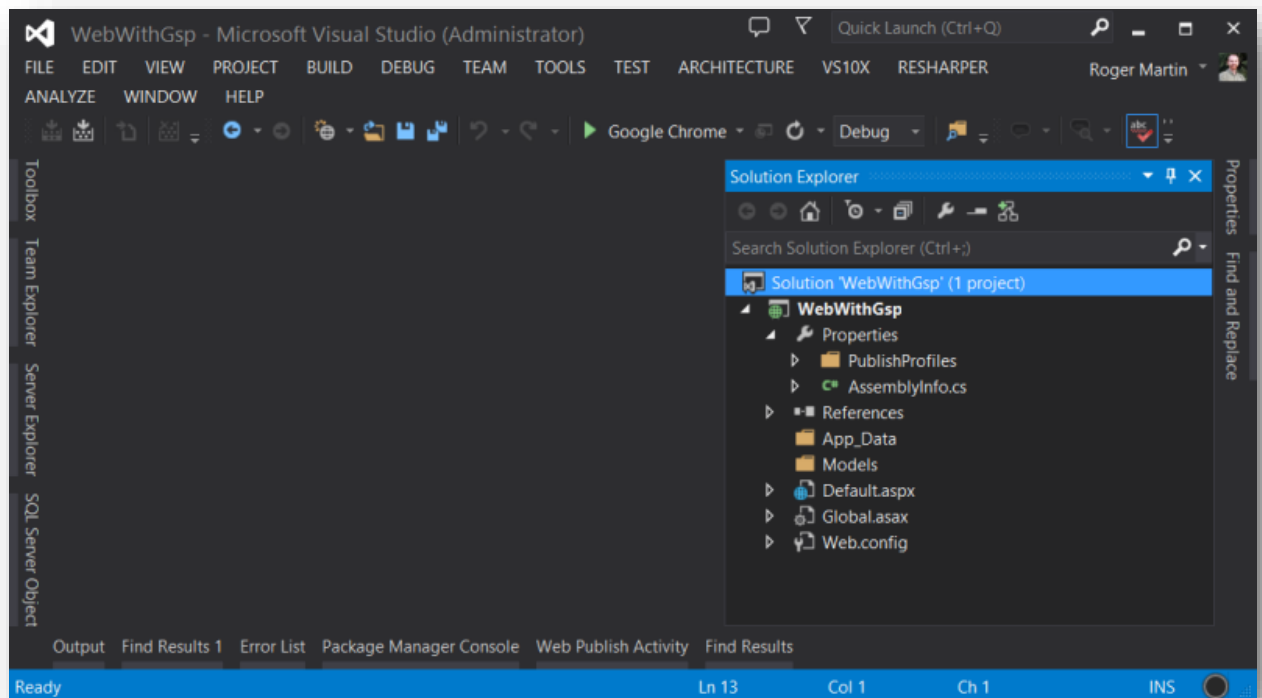 WebWithGsp - Microsoft Visual Studio (Administrator)
Quick Launch (Ctrl+Q)
FILE EDIT VIEW PROJECT BUILD DEBUG TEAM TOOLS TEST ARCHITECTURE VS10X RESHARPER
Roger Martin
ANALYZE WINDOW HELP
Google Chrome
Debug
abc
Toolbox
Team Explorer
Server Explorer
SQL Server Object
Solution Explorer
Search Solution Explorer (Ctrl+;)
Solution 'WebWithGsp' (1 project)
WebWithGsp
Properties
PublishProfiles
C# AssemblyInfo.cs
References
App_Data
Models
Default.aspx
Global.asax
Web.config
Properties
Find and Replace
Output Find Results 1 Error List Package Manager Console Web Publish Activity Find Results
Ready Ln 13 Col 1 Ch 1 INS